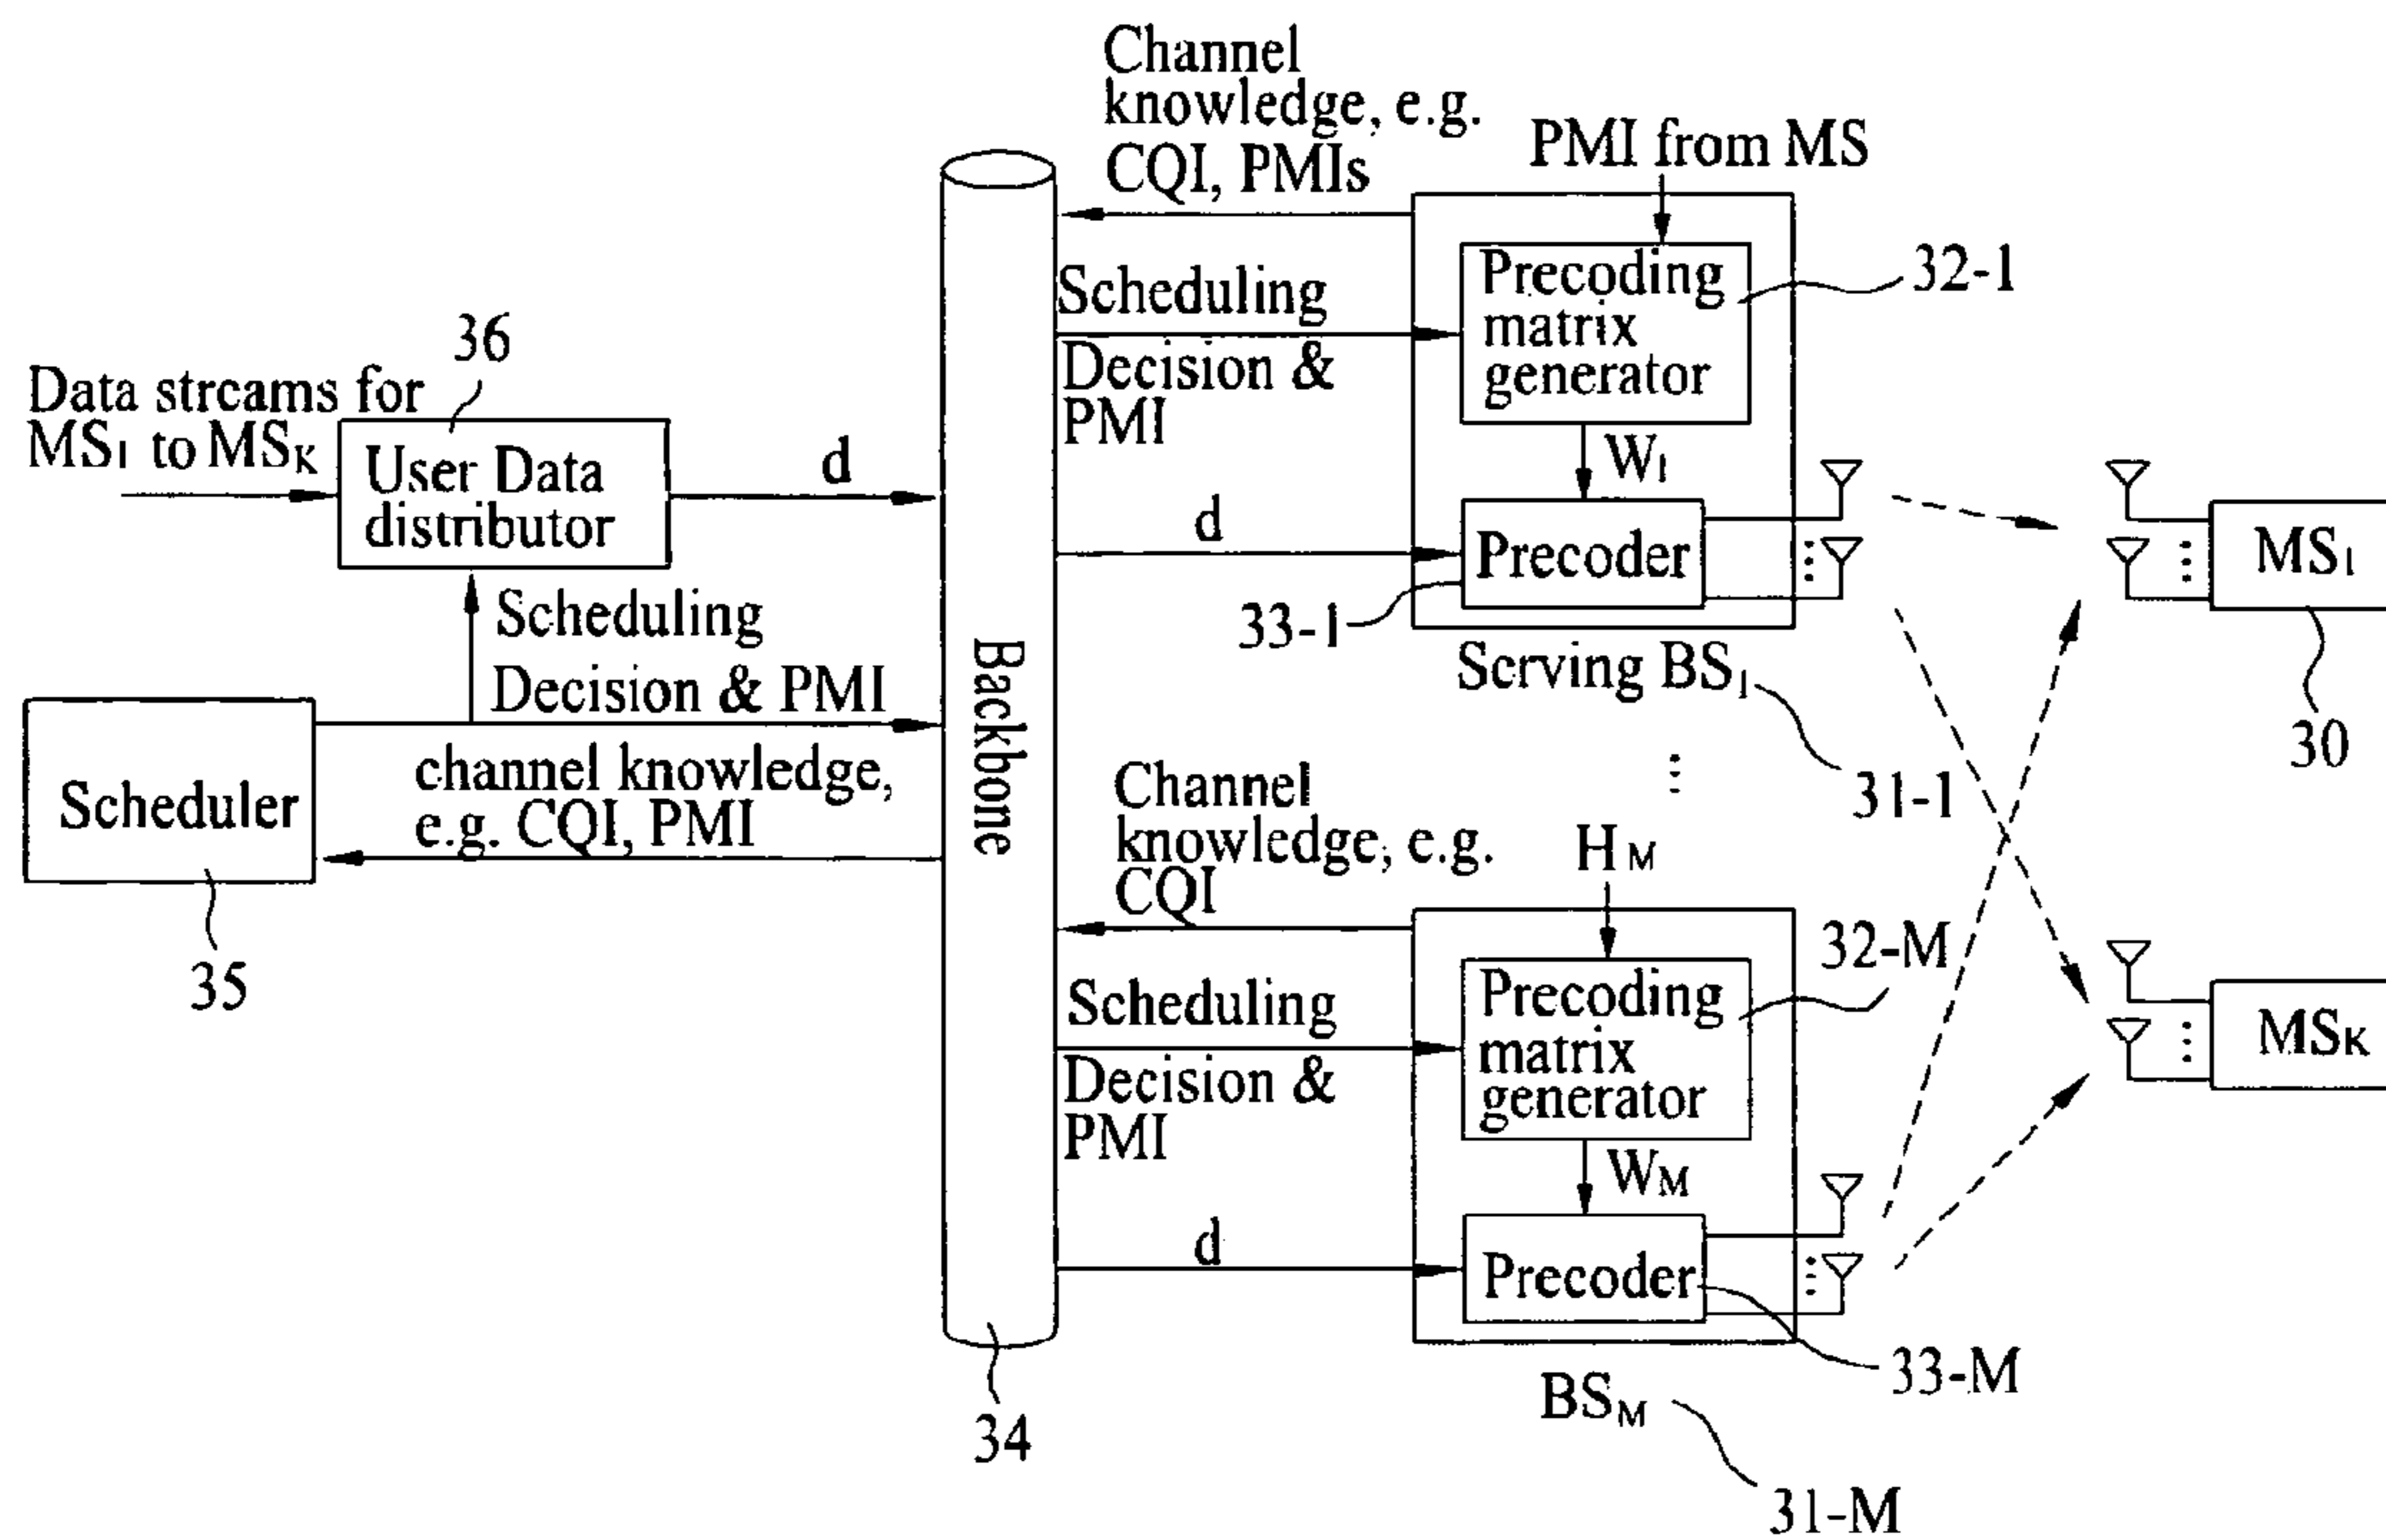 Channel
knowledge, e.g.
CQI, PMIs
PMI from MS
Precoding
matrix
generator
32-1
Scheduling
Decision &
PMI
W1
d
Precoder
33-1
Serving BS1
31-1
MS1
30
36
Data streams for
MS1 to MSK
User Data
distributor
d
Scheduling
Decision & PMI
Scheduler
35
channel knowledge,
e.g. CQI, PMI
Backbone
34
Channel
knowledge, e.g.
CQI
HM
Precoding
matrix
generator
32-M
Scheduling
Decision &
PMI
WM
d
Precoder
33-M
BSM
31-M
MSK